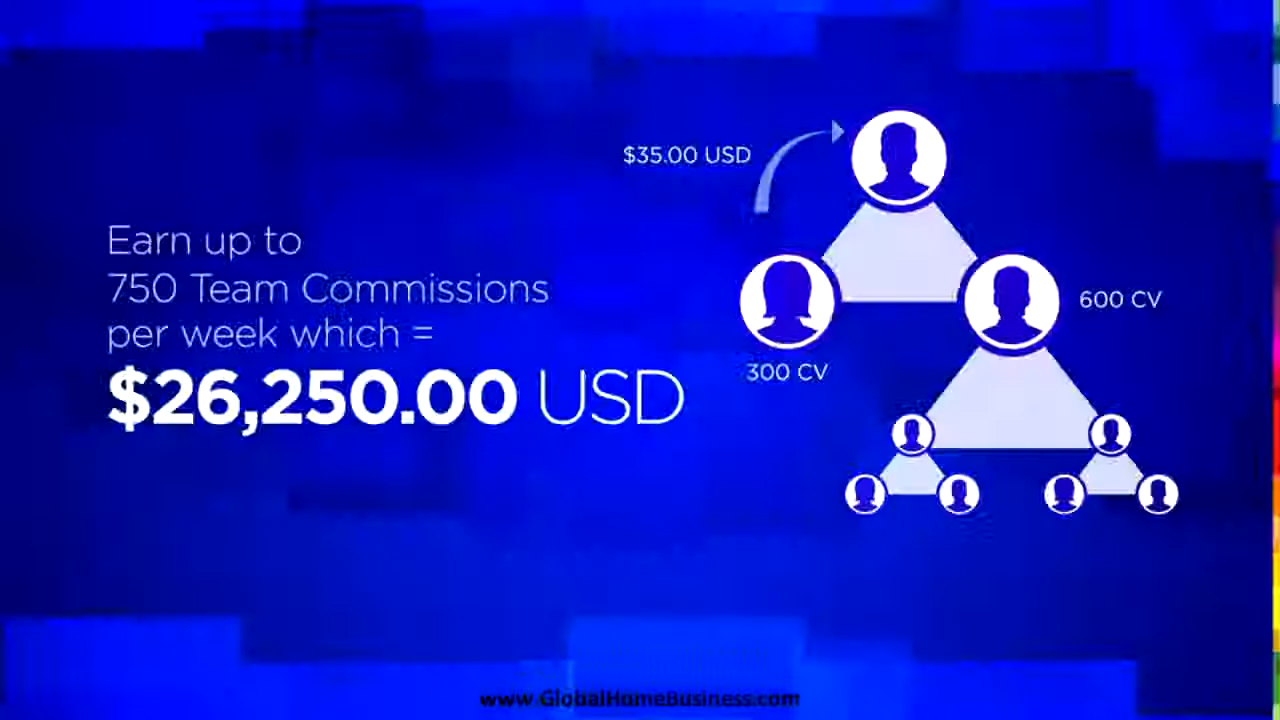 Earn up to
750 Team Commissions
per week which =
$26,250.00 USD
$35.00 USD
600 CV
300 CV
www.GlobalHomeBusiness.com